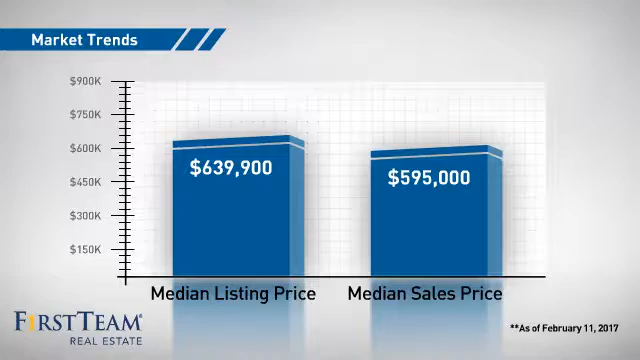 Market Trends
$900K
$750K
$600K
$450K
$300K
$150K
$639,900
$595,000
Median Listing Price
Median Sales Price
FIRSTTEAM®
REAL ESTATE
**As of February 11, 2017